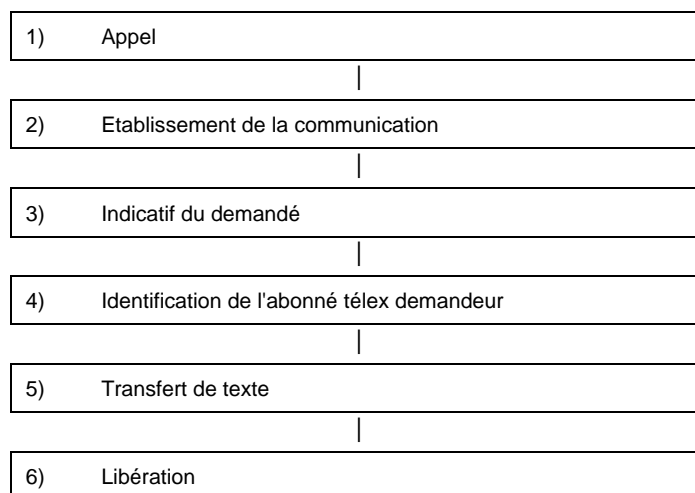 1) Appel
2) Etablissement de la communication
3) Indicatif du demandé
4) Identification de l'abonné télex demandeur
5) Transfert de texte
6) Libération